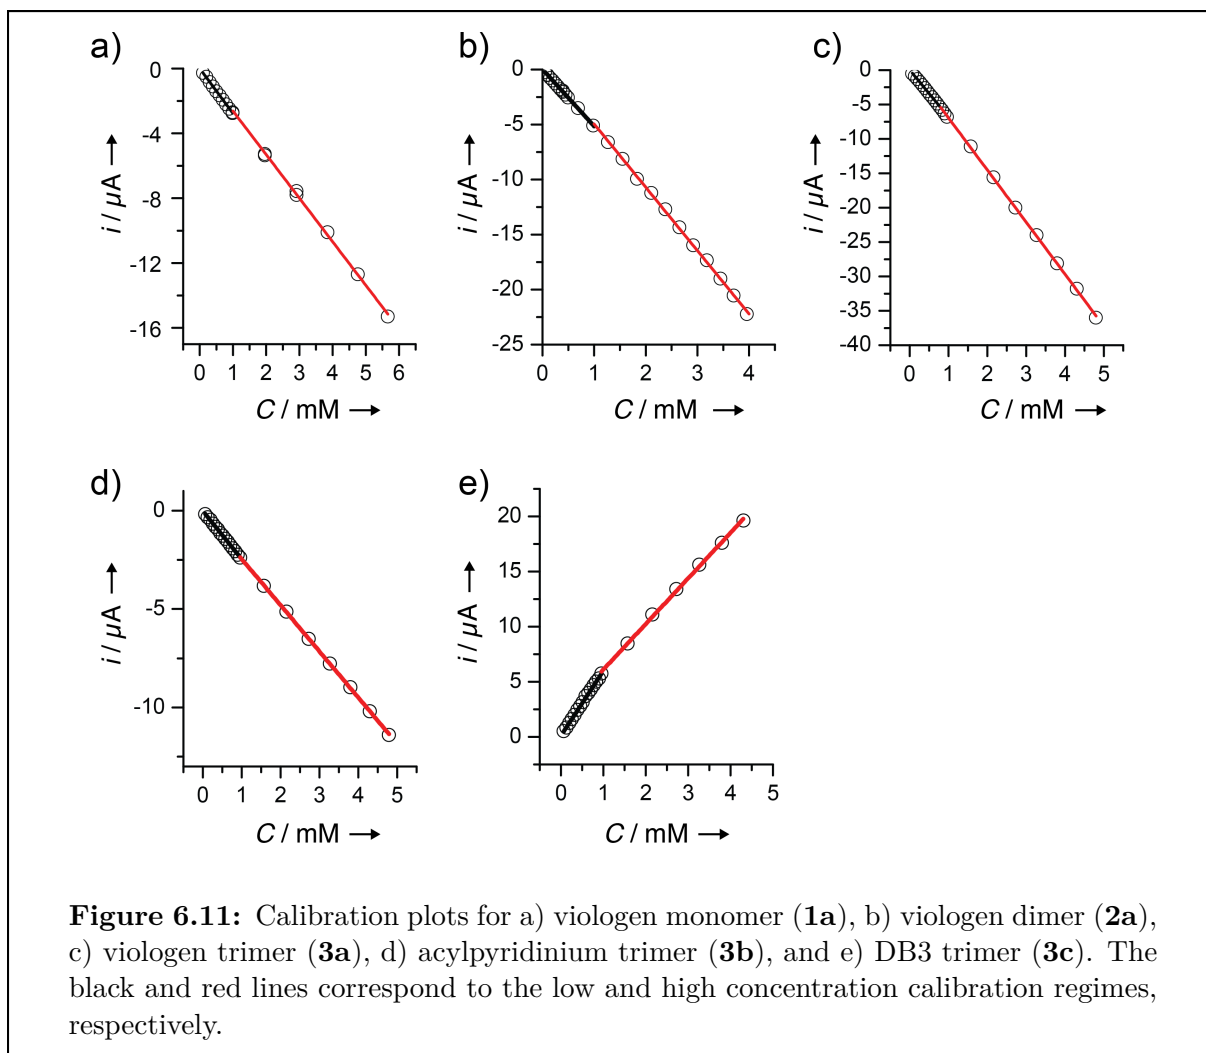 a)
0
-4
-8
-12
-16
i / µA →
0 1 2 3 4 5 6
C / mM →
b)
0
-5
-10
-15
-20
-25
i / µA →
0 1 2 3 4
C / mM →
c)
0
-5
-10
-15
-20
-25
-30
-35
-40
i / µA →
0 1 2 3 4 5
C / mM →
d)
0
-5
-10
i / µA →
0 1 2 3 4 5
C / mM →
e)
20
15
10
5
0
i / µA →
0 1 2 3 4 5
C / mM →
Figure 6.11: Calibration plots for a) viologen monomer (1a), b) viologen dimer (2a),
c) viologen trimer (3a), d) acylpyridinium trimer (3b), and e) DB3 trimer (3c). The
black and red lines correspond to the low and high concentration calibration regimes,
respectively.